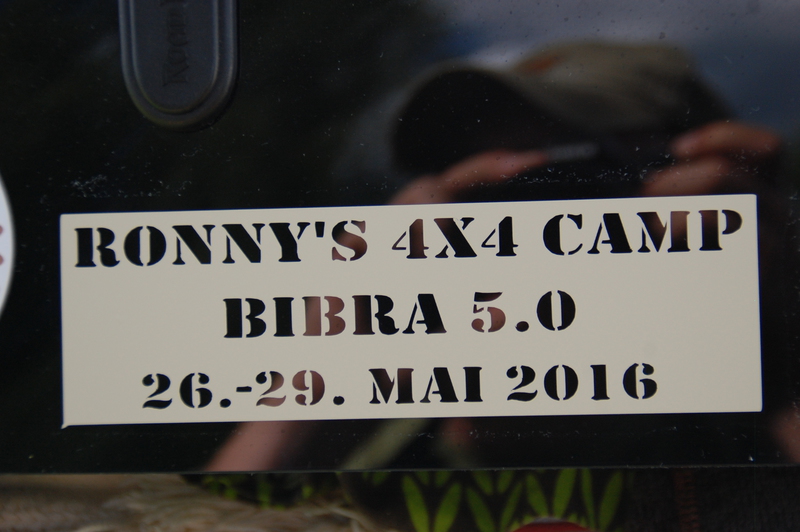 RONNY'S 4X4 CAMP
BIBRA 5.0
26.-29. MAI 2016